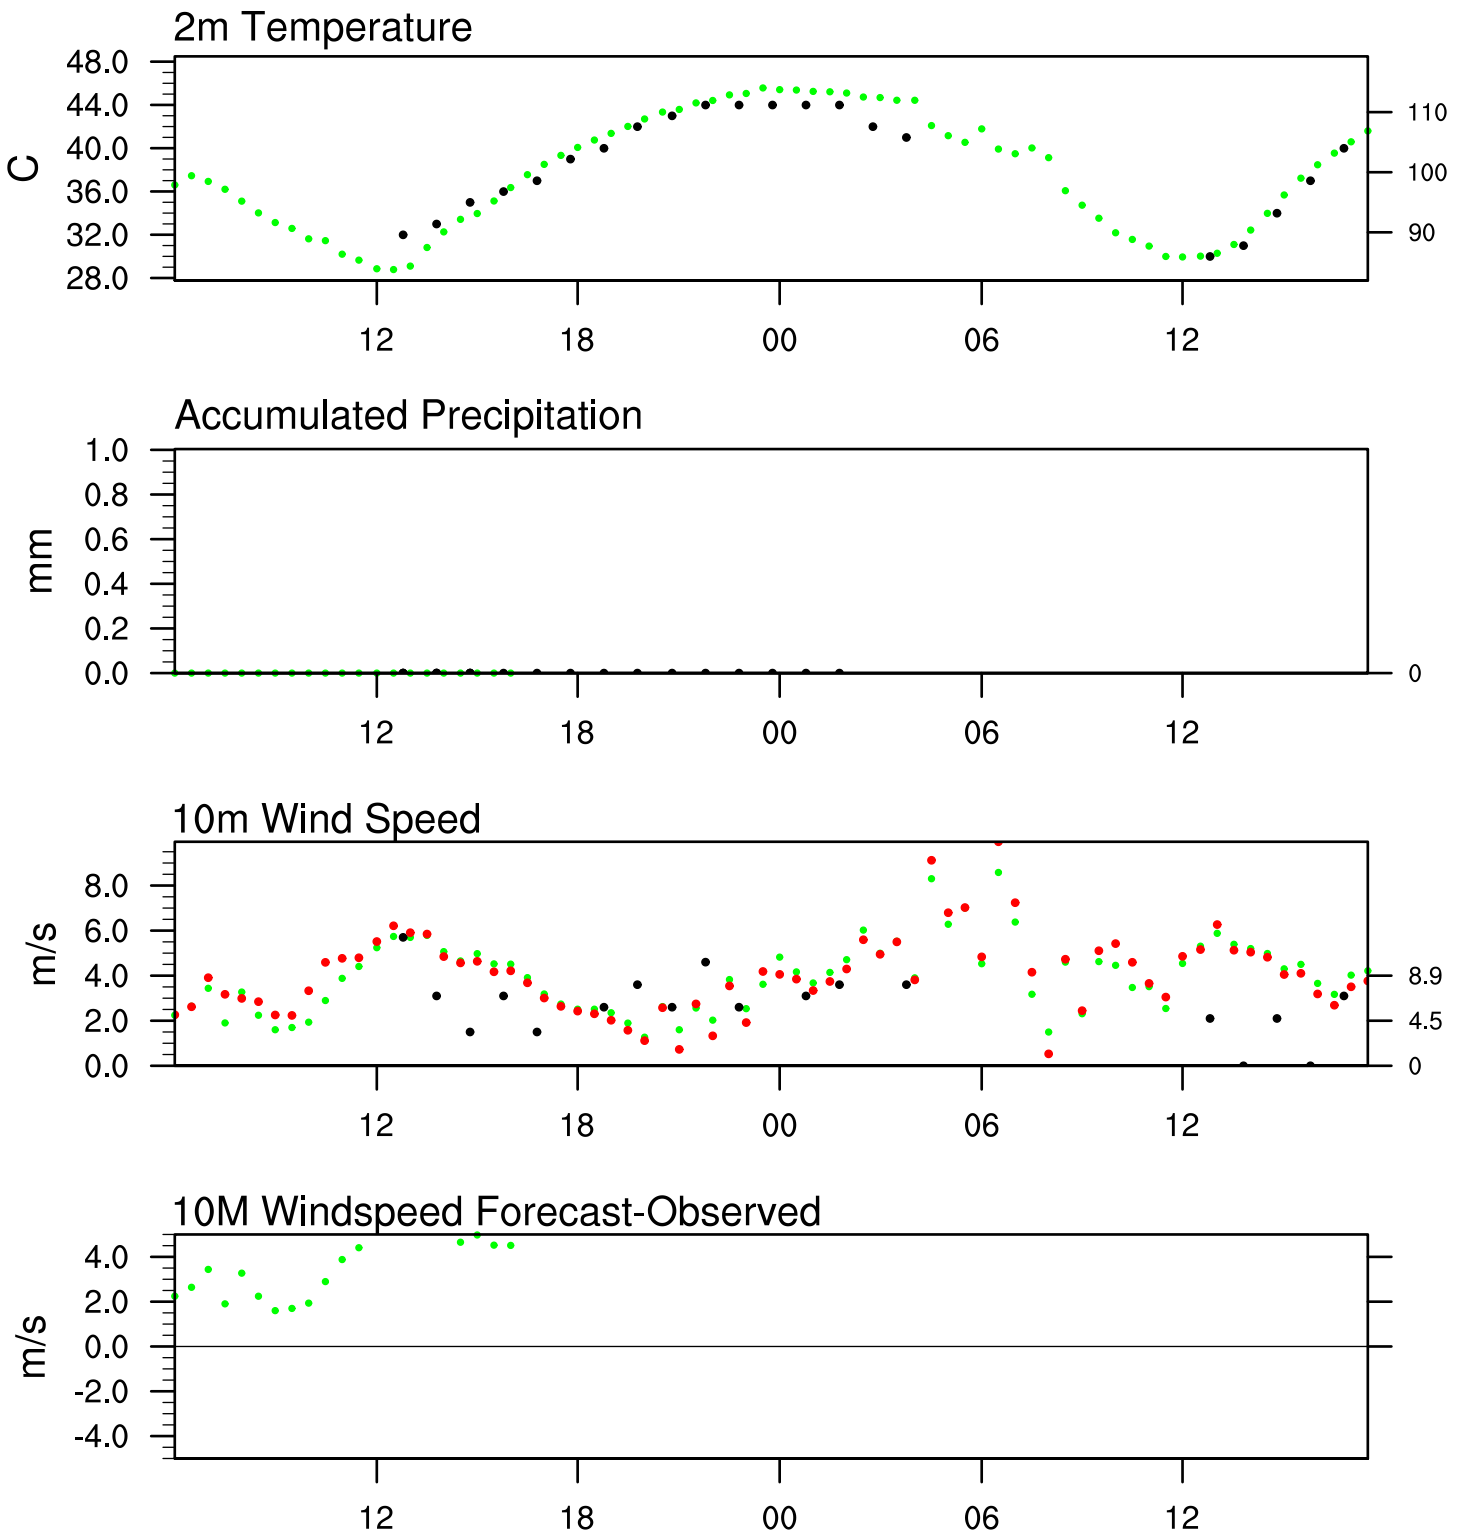 2m Temperature
48.0
44.0
40.0
36.0
32.0
28.0
C
110
100
90
12 18 00 06 12
Accumulated Precipitation
1.0
0.8
0.6
0.4
0.2
0.0
mm
0
12 18 00 06 12
10m Wind Speed
8.0
6.0
4.0
2.0
0.0
m/s
8.9
4.5
0
12 18 00 06 12
10M Windspeed Forecast-Observed
4.0
2.0
0.0
-2.0
-4.0
m/s
12 18 00 06 12